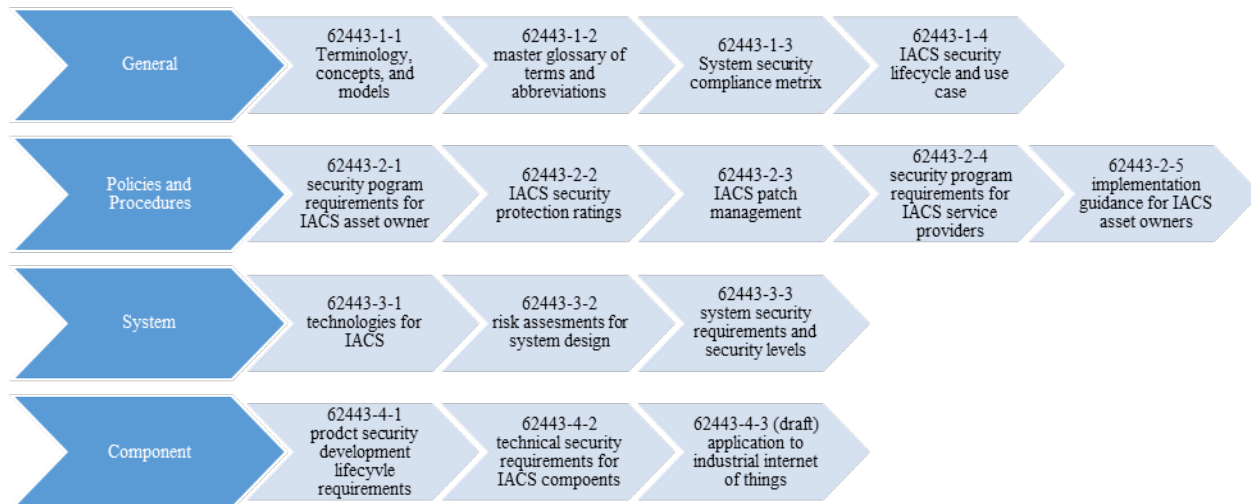 General
62443-1-1
Terminology,
concepts, and
models
62443-1-2
master glossary of
terms and
abbreviations
62443-1-3
System security
compliance metrix
62443-1-4
IACS security
lifecycle and use
case
Policies and
Procedures
62443-2-1
security pogram
requirements for
IACS asset owner
62443-2-2
IACS security
protection ratings
62443-2-3
IACS patch
management
62443-2-4
security program
requirements for
IACS service
providers
62443-2-5
implementation
guidance for IACS
asset owners
System
62443-3-1
technologies for
IACS
62443-3-2
risk assesments for
system design
62443-3-3
system security
requirements and
security levels
Component
62443-4-1
prodct security
development
lifecyvle
requirements
62443-4-2
technical security
requirements for
IACS compoents
62443-4-3 (draft)
application to
industrial internet
of things